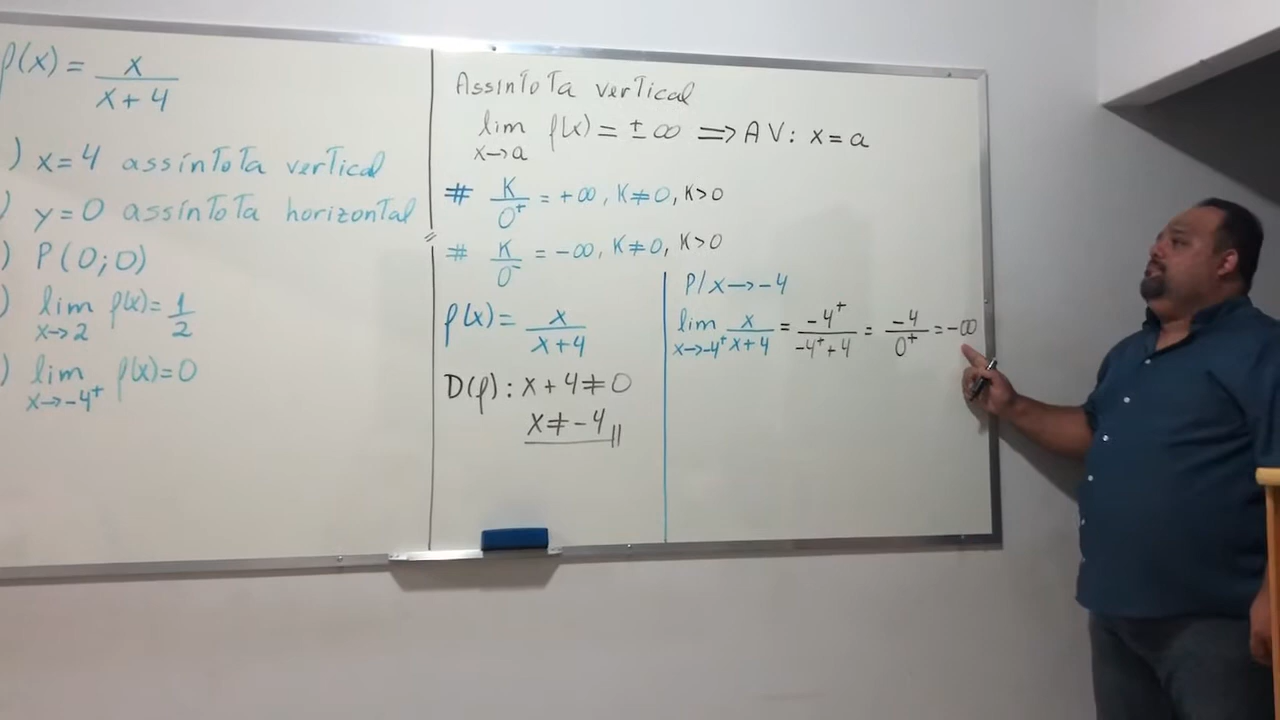 f(x) = x/(x+4)
) x=4 assíntota vertical
) y=0 assíntota horizontal
) P(0;0)
) lim x→2 f(x)=1/2
) lim x→-4⁺ f(x)=0
Assíntota vertical
lim x→a f(x) = ±∞ ⟹ AV: x=a
# K/0⁺ = +∞, K≠0, K>0
# K/0⁻ = -∞, K≠0, K>0
f(x) = x/(x+4)
D(f): x+4≠0
x≠-4
P/ x→-4
lim x→-4⁺ x/(x+4) = -4⁺/(-4⁺+4) = -4/0⁺ = -∞